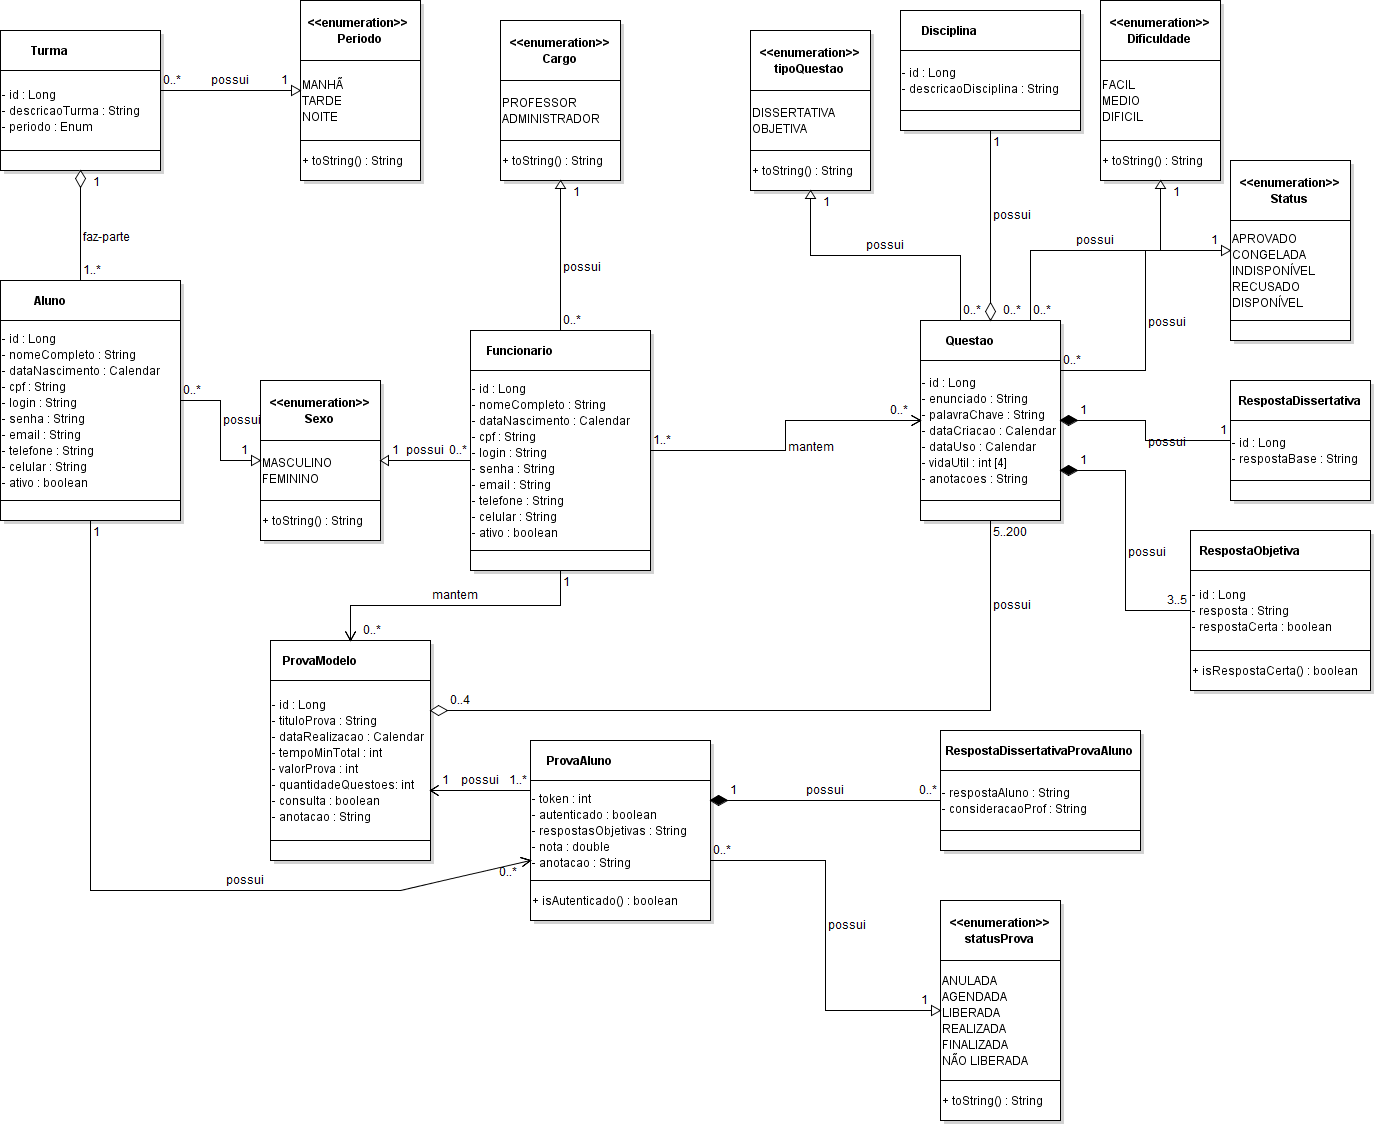 Turma
- id : Long
- descricaoTurma : String
- periodo : Enum
0..*
possui
1
<<enumeration>>
Periodo
MANHÃ
TARDE
NOITE
+ toString() : String
<<enumeration>>
Cargo
PROFESSOR
ADMINISTRADOR
+ toString() : String
1
possui
0..*
<<enumeration>>
tipoQuestao
DISSERTATIVA
OBJETIVA
+ toString() : String
1
possui
0..*
Disciplina
- id : Long
- descricaoDisciplina : String
1
possui
0..*
<<enumeration>>
Dificuldade
FACIL
MEDIO
DIFICIL
+ toString() : String
1
possui
0..*
<<enumeration>>
Status
APROVADO
CONGELADA
INDISPONÍVEL
RECUSADO
DISPONÍVEL
1
possui
0..*
1
faz-parte
1..*
Aluno
- id : Long
- nomeCompleto : String
- dataNascimento : Calendar
- cpf : String
- login : String
- senha : String
- email : String
- telefone : String
- celular : String
- ativo : boolean
0..*
possui
1
<<enumeration>>
Sexo
MASCULINO
FEMININO
+ toString() : String
1
possui
0..*
Funcionario
- id : Long
- nomeCompleto : String
- dataNascimento : Calendar
- cpf : String
- login : String
- senha : String
- email : String
- telefone : String
- celular : String
- ativo : boolean
1..*
mantem
0..*
Questao
- id : Long
- enunciado : String
- palavraChave : String
- dataCriacao : Calendar
- dataUso : Calendar
- vidaUtil : int [4]
- anotacoes : String
1
possui
1
RespostaDissertativa
- id : Long
- respostaBase : String
1
possui
3..5
RespostaObjetiva
- id : Long
- resposta : String
- respostaCerta : boolean
+ isRespostaCerta() : boolean
5..200
possui
0..4
1
mantem
0..*
ProvaModelo
- id : Long
- tituloProva : String
- dataRealizacao : Calendar
- tempoMinTotal : int
- valorProva : int
- quantidadeQuestoes: int
- consulta : boolean
- anotacao : String
1
possui
1..*
ProvaAluno
- token : int
- autenticado : boolean
- respostasObjetivas : String
- nota : double
- anotacao : String
+ isAutenticado() : boolean
1
possui
0..*
1
possui
0..*
RespostaDissertativaProvaAluno
- respostaAluno : String
- consideracaoProf : String
0..*
possui
1
<<enumeration>>
statusProva
ANULADA
AGENDADA
LIBERADA
REALIZADA
FINALIZADA
NÃO LIBERADA
+ toString() : String